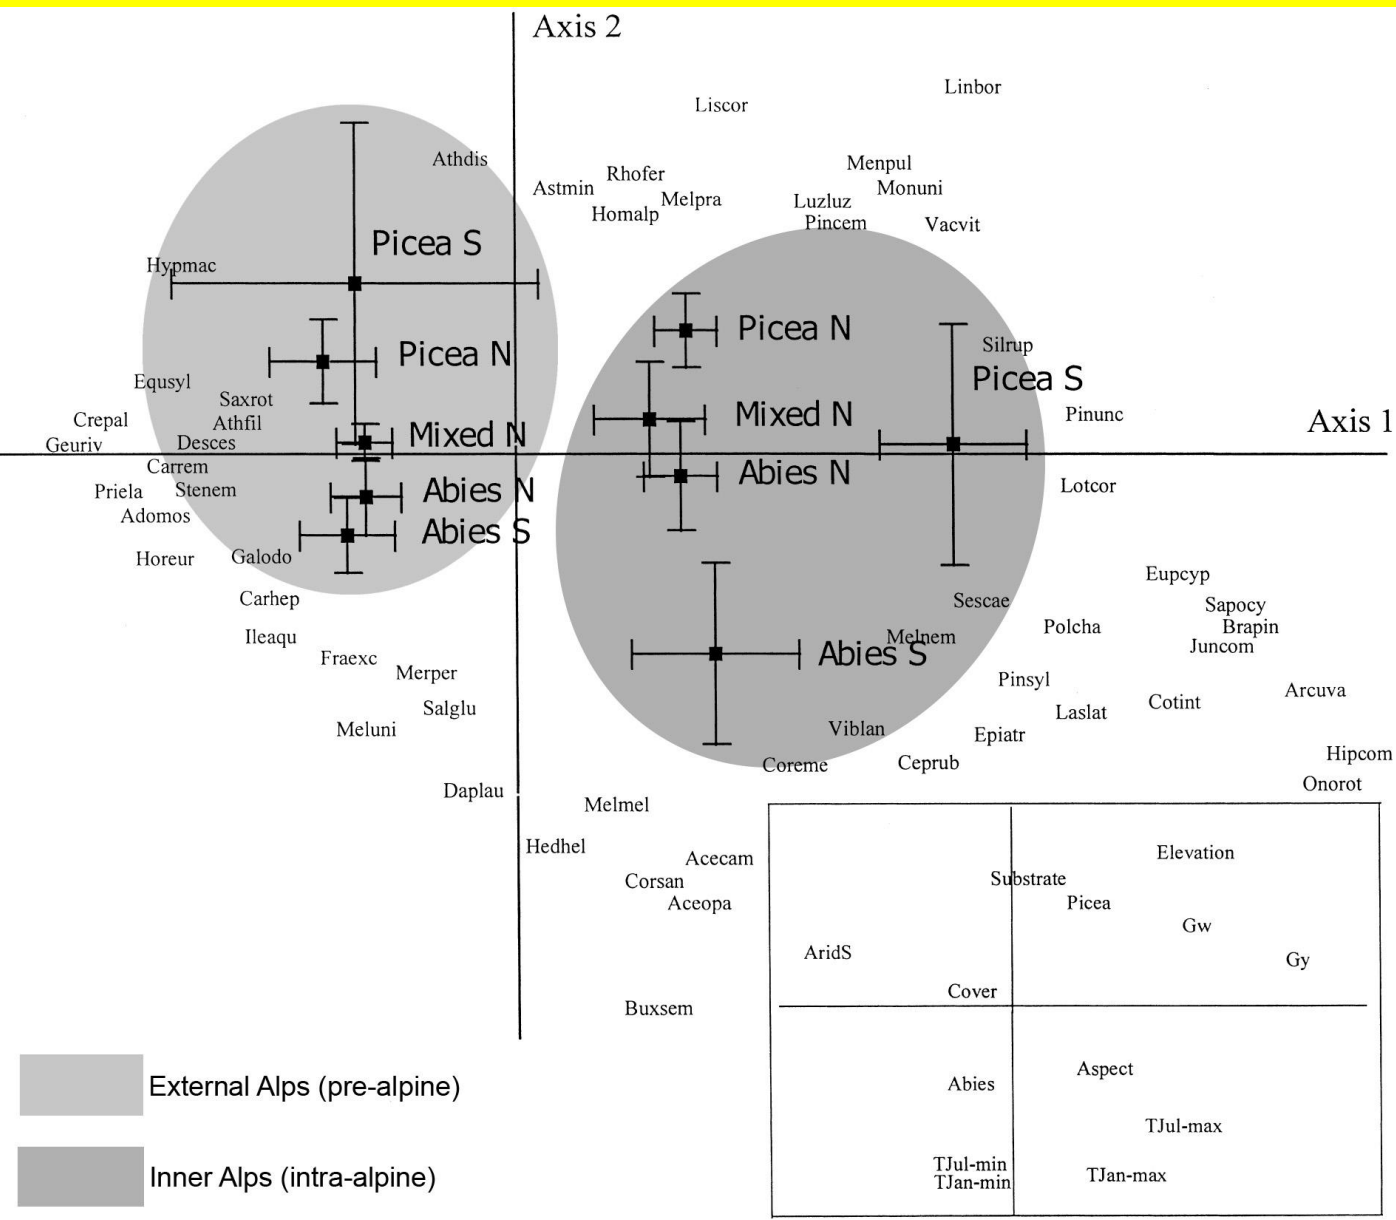 Axis 2
Linbor
Liscor
Athdis
Menpul
Rhofer
Astmin
Monuni
Melpra
Luzluz
Homalp
Pincem
Vacvit
Picea S
Hypmac
Picea N
Silrup
Picea N
Picea S
Equsyl
Saxrot
Mixed N
Pinunc
Axis 1
Crepal
Athfil
Mixed N
Geuriv
Desces
Carrem
Abies N
Priela
Stenem
Abies N
Lotcor
Adomos
Abies S
Horeur
Galodo
Eupcyp
Carhep
Sescae
Sapocy
Ileaqu
Melnem
Polcha
Brapin
Juncom
Fraexc
Abies S
Merper
Pinsyl
Arcuva
Salglu
Laslat
Cotint
Meluni
Viblan
Epiatr
Coreme
Ceprub
Hipcom
Daplau
Onorot
Melmel
Hedhel
Acecam
Elevation
Corsan
Substrate
Aceopa
Picea
Gw
AridS
Gy
Cover
Buxsem
External Alps (pre-alpine)
Abies
Aspect
TJul-max
Inner Alps (intra-alpine)
TJul-min
TJan-min
TJan-max